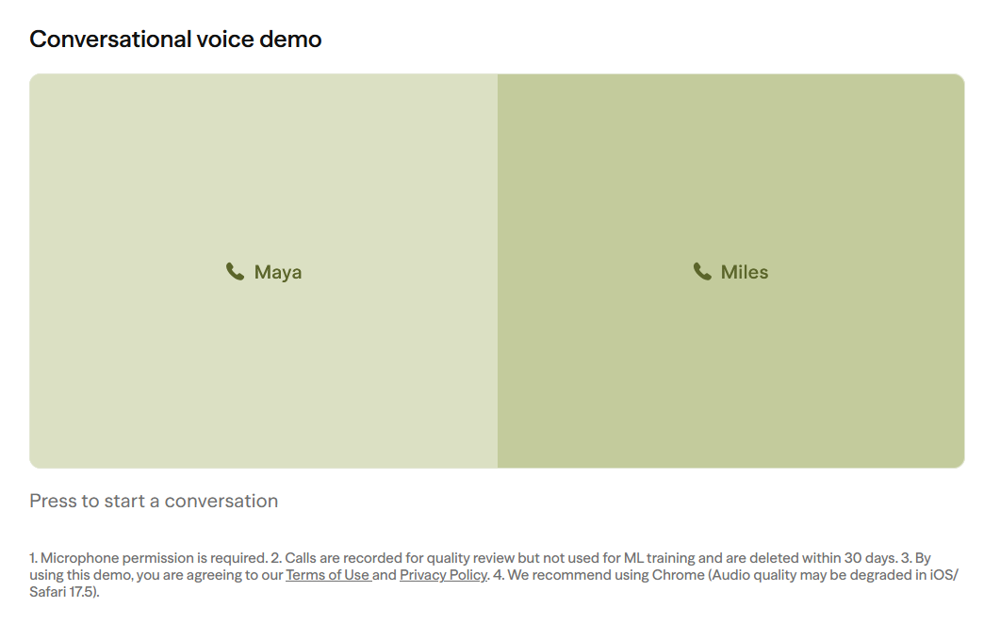 Conversational voice demo
Maya
Miles
Press to start a conversation
1. Microphone permission is required. 2. Calls are recorded for quality review but not used for ML training and are deleted within 30 days. 3. By
using this demo, you are agreeing to our Terms of Use and Privacy Policy. 4. We recommend using Chrome (Audio quality may be degraded in iOS/
Safari 17.5).